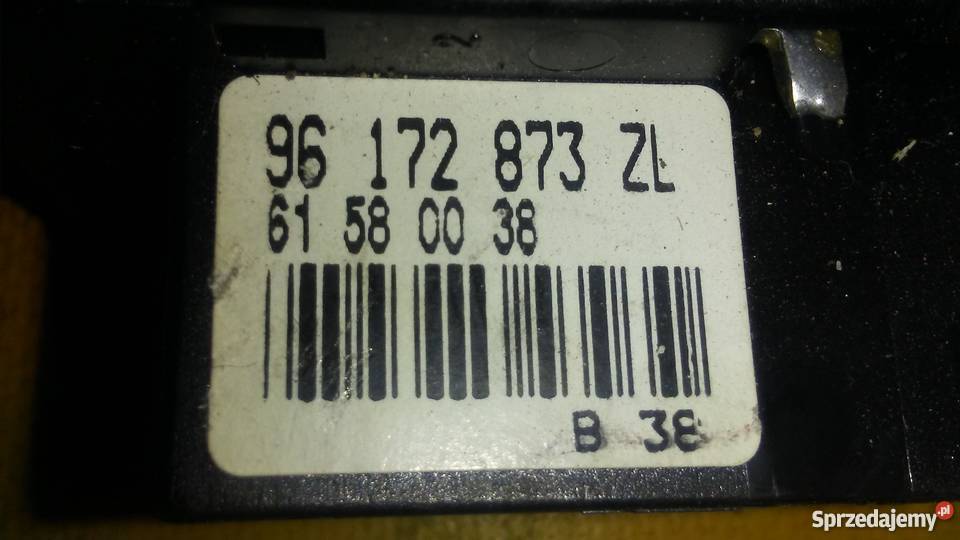 96 172 873 ZL
61 58 00 38
B 38
Sprzedajemy.pl